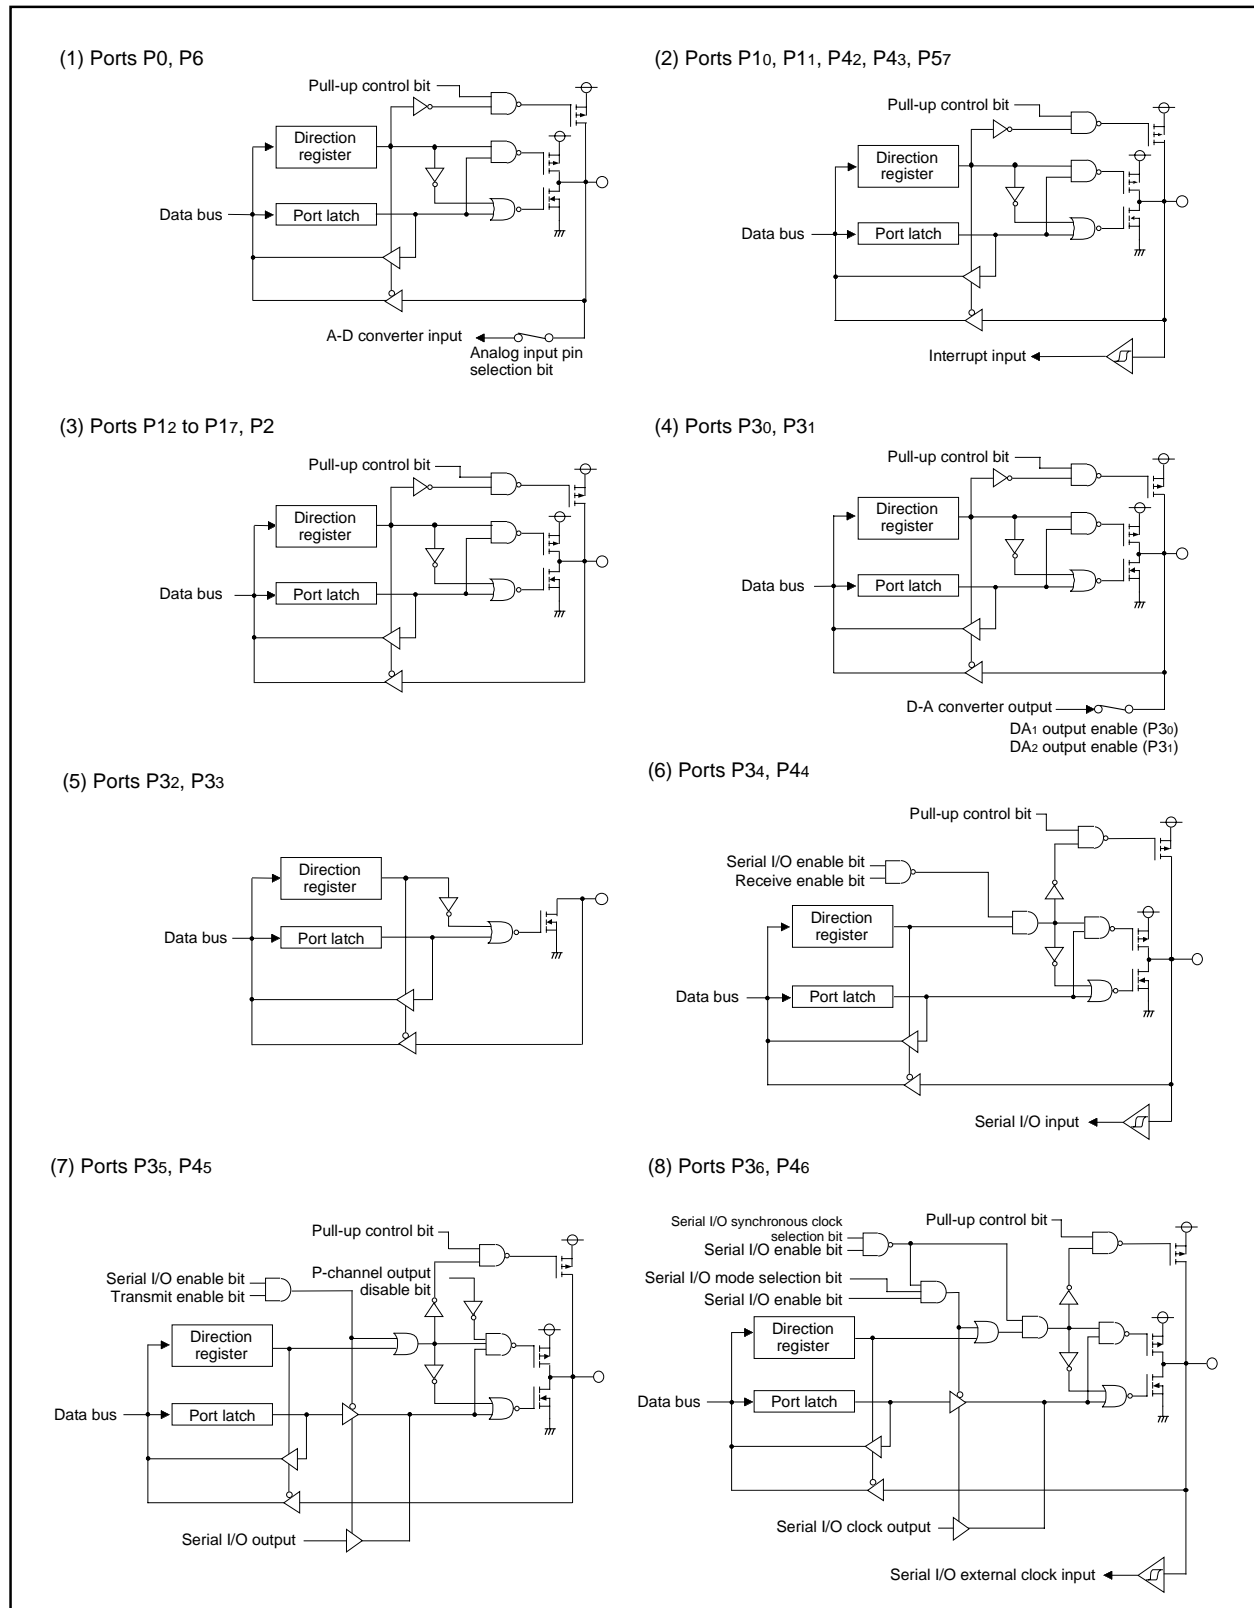 (1) Ports P0, P6
Pull-up control bit
Direction
register
Data bus
Port latch
A-D converter input
Analog input pin
selection bit
(2) Ports P10, P11, P42, P43, P57
Pull-up control bit
Direction
register
Data bus
Port latch
Interrupt input
(3) Ports P12 to P17, P2
Pull-up control bit
Direction
register
Data bus
Port latch
(4) Ports P30, P31
Pull-up control bit
Direction
register
Data bus
Port latch
D-A converter output
DA1 output enable (P30)
DA2 output enable (P31)
(5) Ports P32, P33
Direction
register
Data bus
Port latch
(6) Ports P34, P44
Pull-up control bit
Serial I/O enable bit
Receive enable bit
Direction
register
Data bus
Port latch
Serial I/O input
(7) Ports P35, P45
Pull-up control bit
Serial I/O enable bit
Transmit enable bit
P-channel output
disable bit
Direction
register
Data bus
Port latch
Serial I/O output
(8) Ports P36, P46
Serial I/O synchronous clock
selection bit
Serial I/O enable bit
Pull-up control bit
Serial I/O mode selection bit
Serial I/O enable bit
Direction
register
Data bus
Port latch
Serial I/O clock output
Serial I/O external clock input